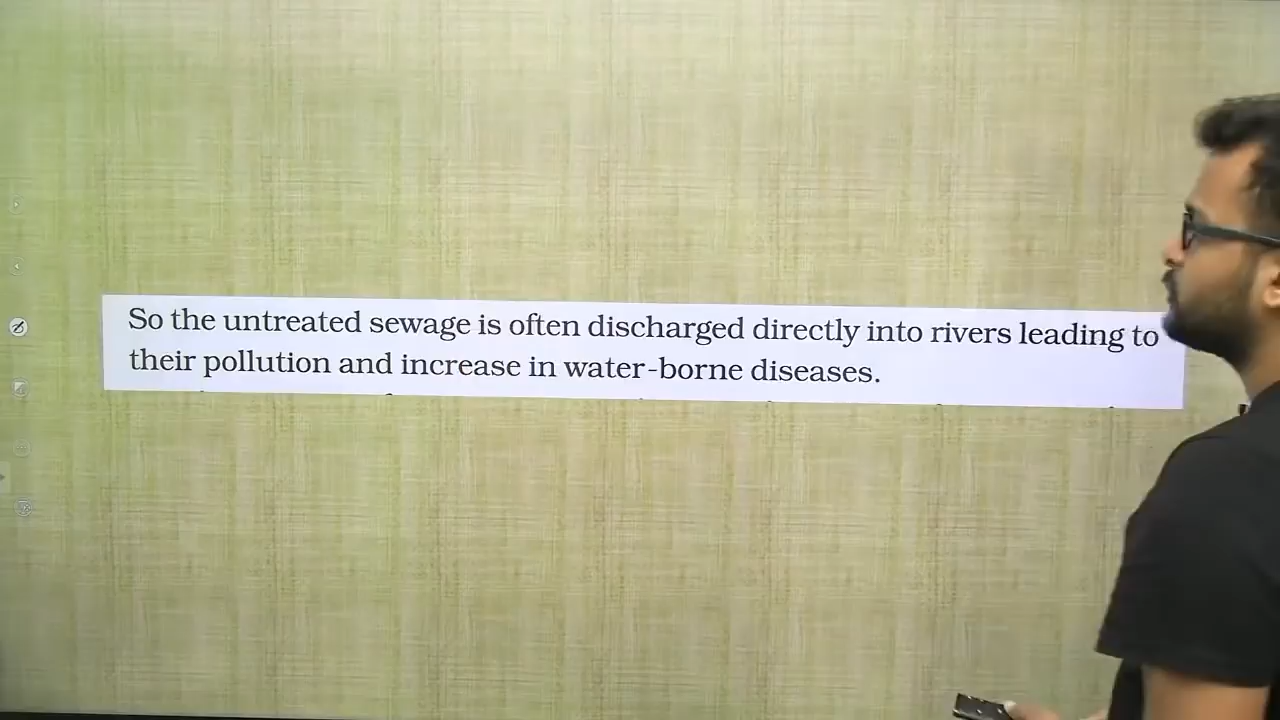 So the untreated sewage is often discharged directly into rivers leading to
their pollution and increase in water-borne diseases.